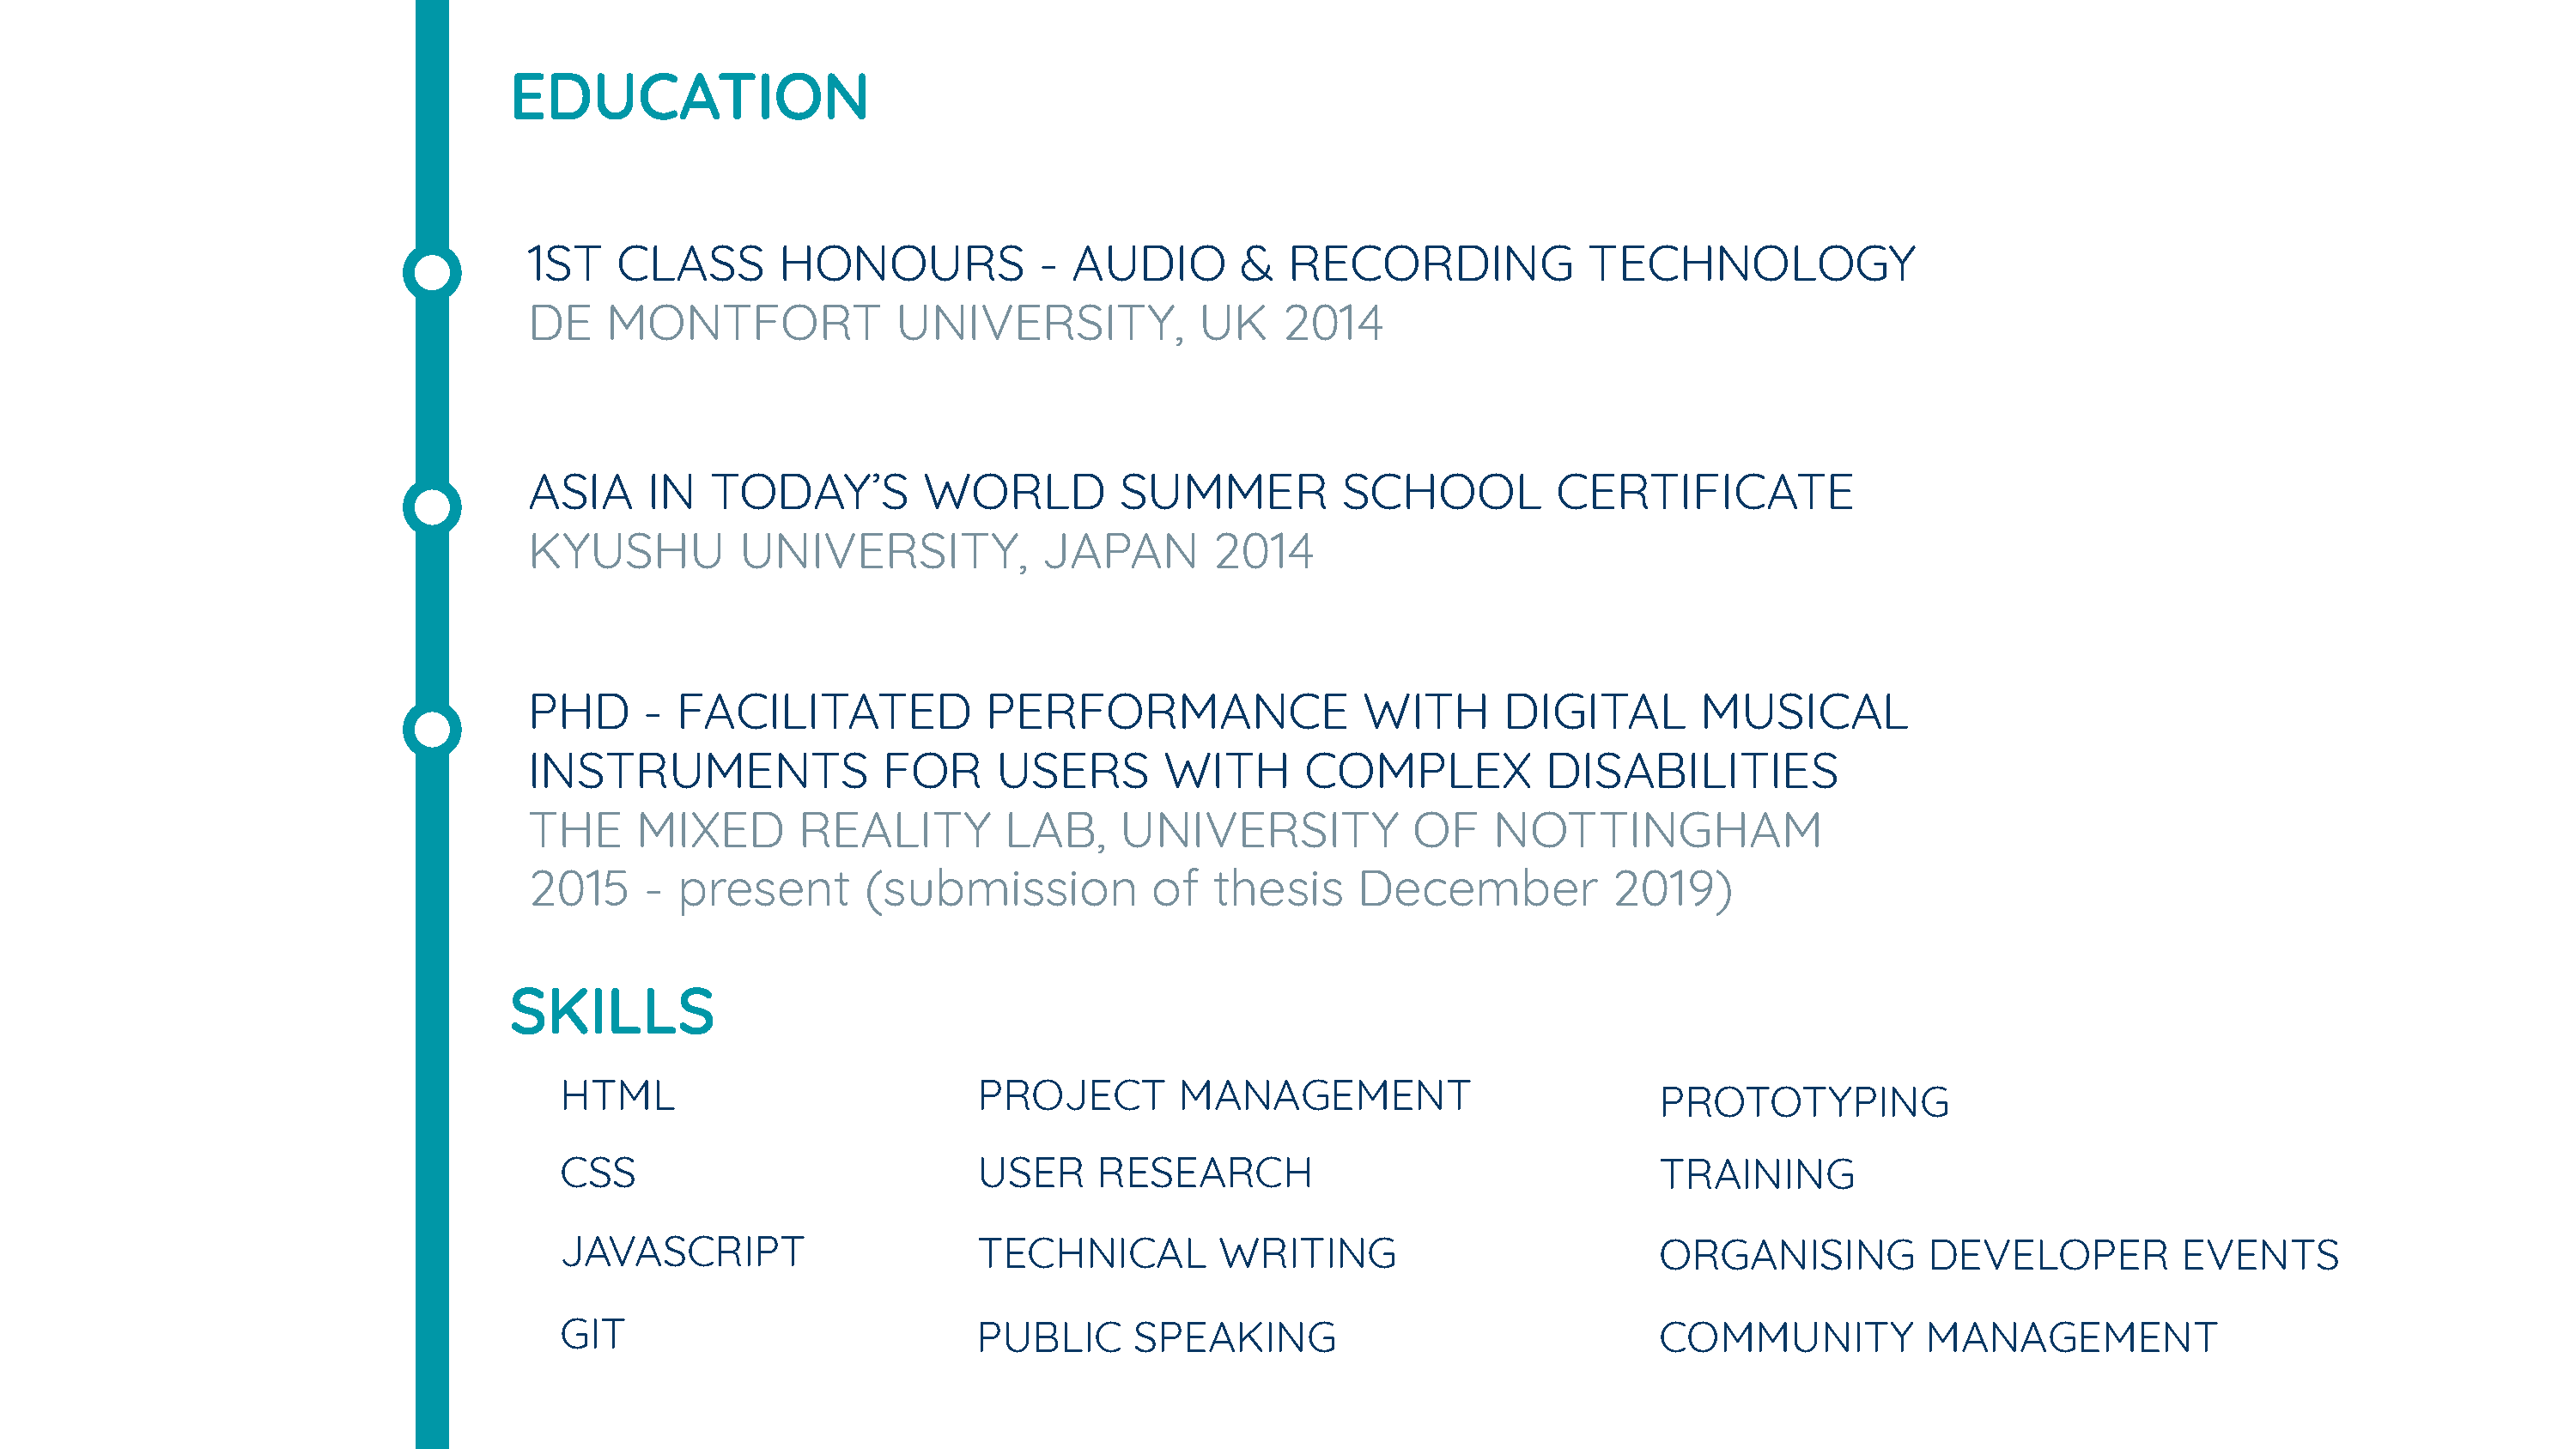 EDUCATION
1ST CLASS HONOURS - AUDIO & RECORDING TECHNOLOGY
DE MONTFORT UNIVERSITY, UK 2014
ASIA IN TODAY’S WORLD SUMMER SCHOOL CERTIFICATE
KYUSHU UNIVERSITY, JAPAN 2014
PHD - FACILITATED PERFORMANCE WITH DIGITAL MUSICAL
INSTRUMENTS FOR USERS WITH COMPLEX DISABILITIES
THE MIXED REALITY LAB, UNIVERSITY OF NOTTINGHAM
2015 - present (submission of thesis December 2019)
SKILLS
HTML
CSS
JAVASCRIPT
GIT
PROJECT MANAGEMENT
USER RESEARCH
TECHNICAL WRITING
PUBLIC SPEAKING
PROTOTYPING
TRAINING
ORGANISING DEVELOPER EVENTS
COMMUNITY MANAGEMENT